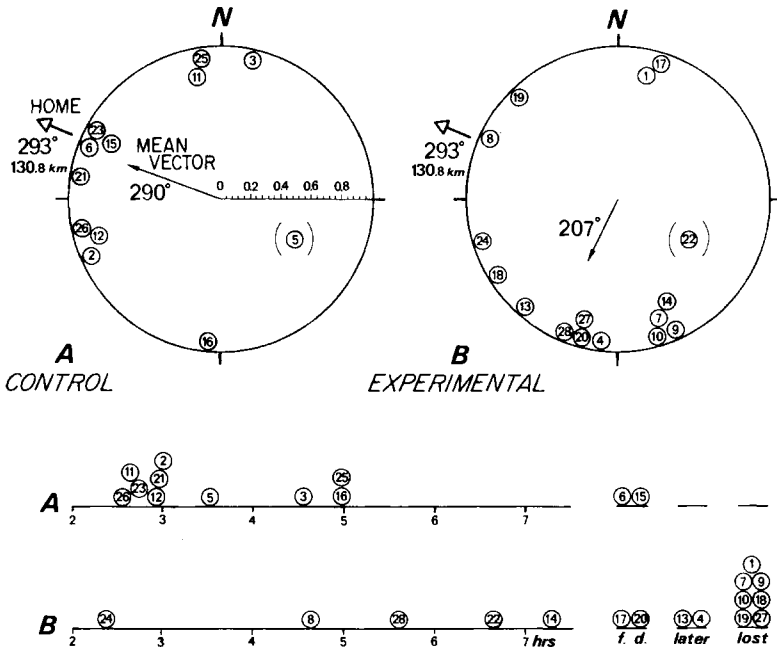 N N
25 3 17
11 1
19
HOME
23 8
293° 6 15 MEAN 293°
130.8 km VECTOR 130.8 km
21 290° 0 0.2 0.4 0.6 0.8
26 12 (5) 207° 24 (22)
2 18
13 14
27 7
16 28 20 4 10 9
A B
CONTROL EXPERIMENTAL
2
11 21 25
A 26 23 12 5 3 16 6 15
2 3 4 5 6 7
1
7 9
10 18
B 24 8 28 22 14 17 20 13 4 19 27
2 3 4 5 6 7 hrs f. d. later lost